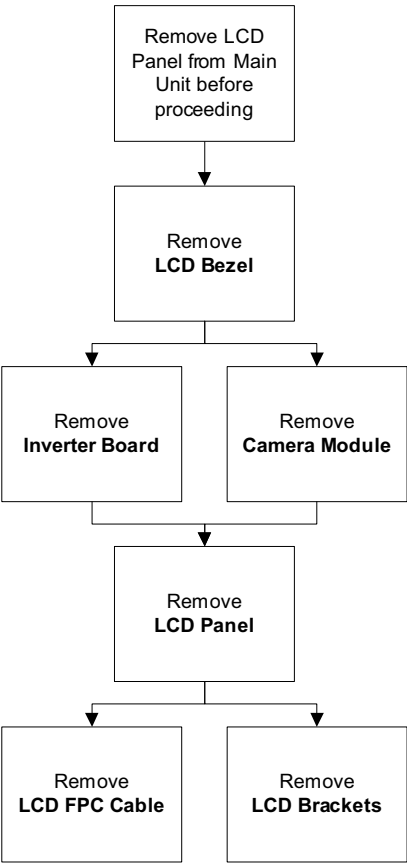 Remove LCD
Panel from Main
Unit before
proceeding
Remove
LCD Bezel
Remove
Inverter Board
Remove
Camera Module
Remove
LCD Panel
Remove
LCD FPC Cable
Remove
LCD Brackets